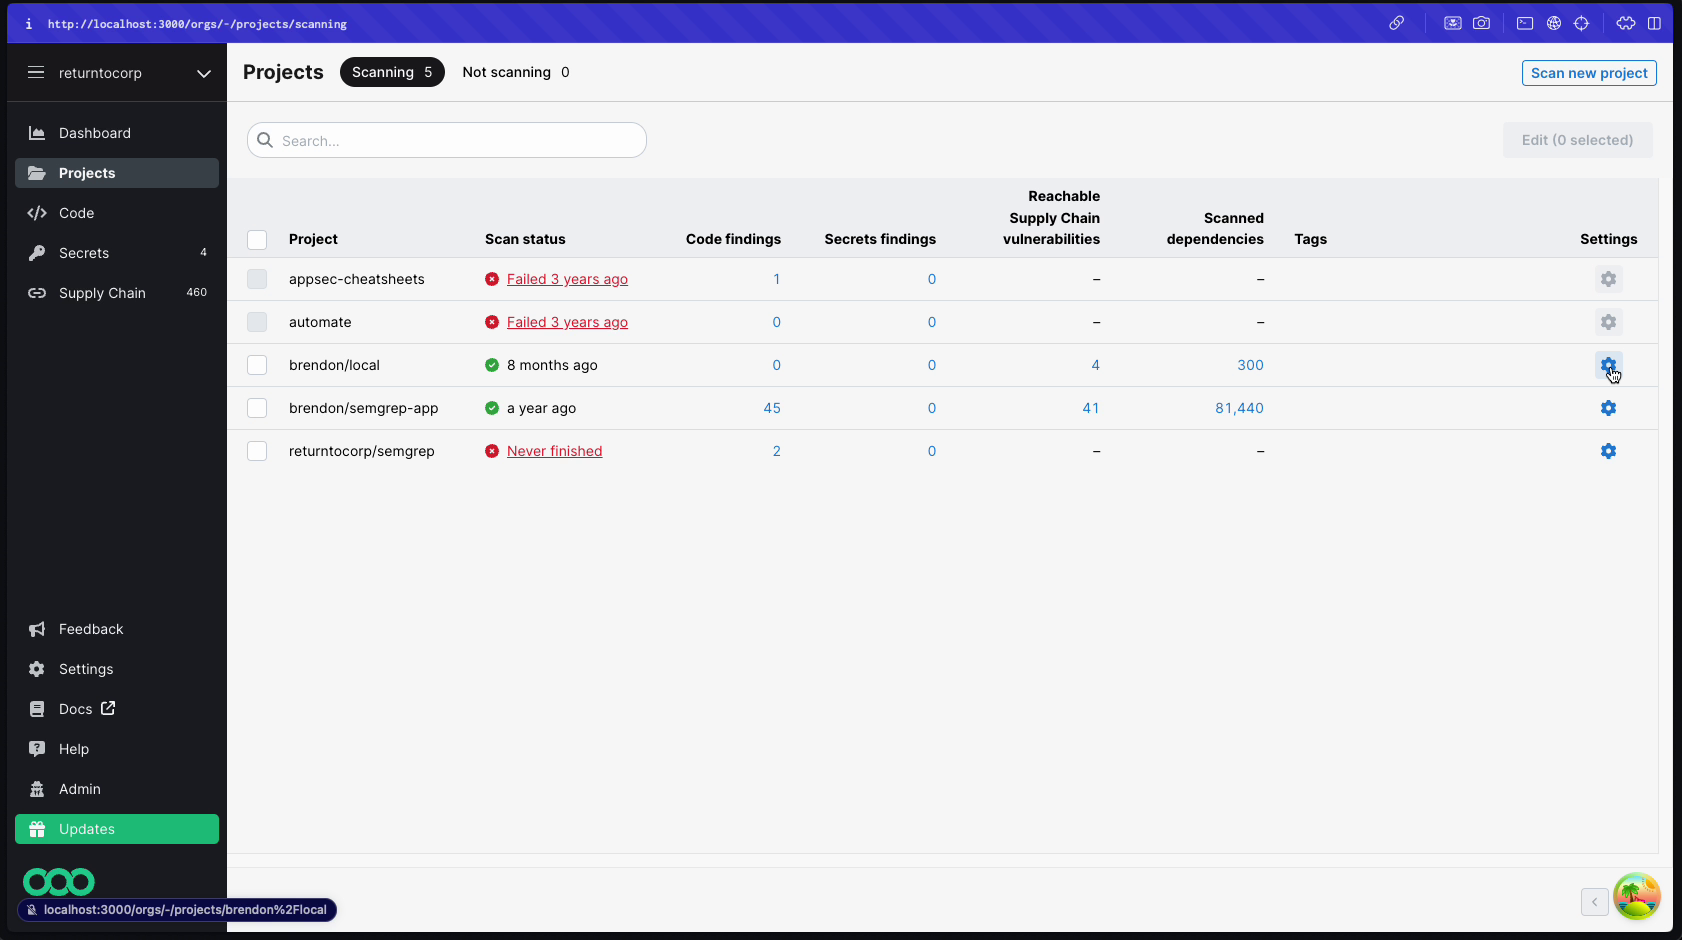 http://localhost:3000/orgs/-/projects/scanning
returntocorp
Dashboard
Projects
Code
Secrets 4
Supply Chain 460
Feedback
Settings
Docs
Help
Admin
Updates
localhost:3000/orgs/-/projects/brendon%2Flocal
Projects Scanning 5 Not scanning 0 Scan new project
Search... Edit (0 selected)
Project Scan status Code findings Secrets findings Reachable Supply Chain vulnerabilities Scanned dependencies Tags Settings
appsec-cheatsheets Failed 3 years ago 1 0 – –
automate Failed 3 years ago 0 0 – –
brendon/local 8 months ago 0 0 4 300
brendon/semgrep-app a year ago 45 0 41 81,440
returntocorp/semgrep Never finished 2 0 – –